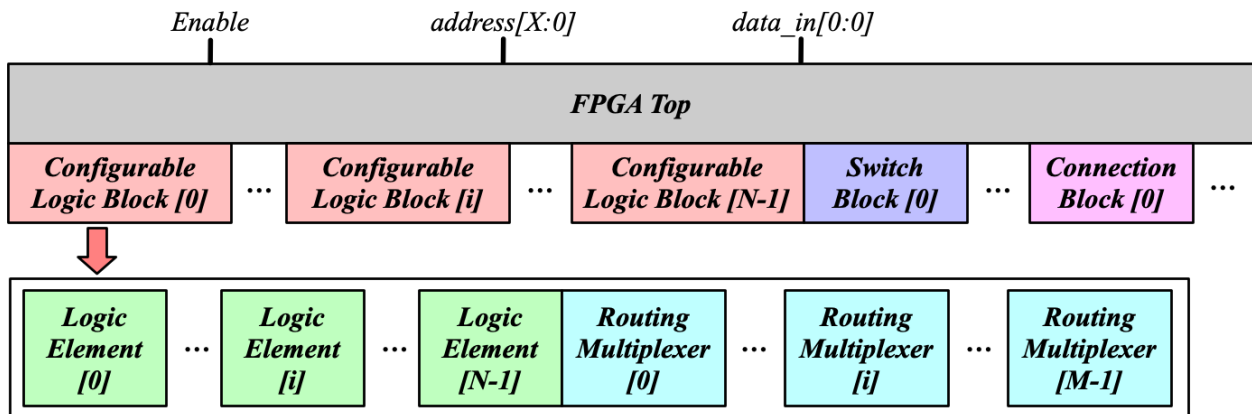 Enable address[X:0] data_in[0:0]
FPGA Top
Configurable Logic Block [0]
...
Configurable Logic Block [i]
...
Configurable Logic Block [N-1]
Switch Block [0]
...
Connection Block [0]
...
Logic Element [0]
...
Logic Element [i]
...
Logic Element [N-1]
Routing Multiplexer [0]
...
Routing Multiplexer [i]
...
Routing Multiplexer [M-1]